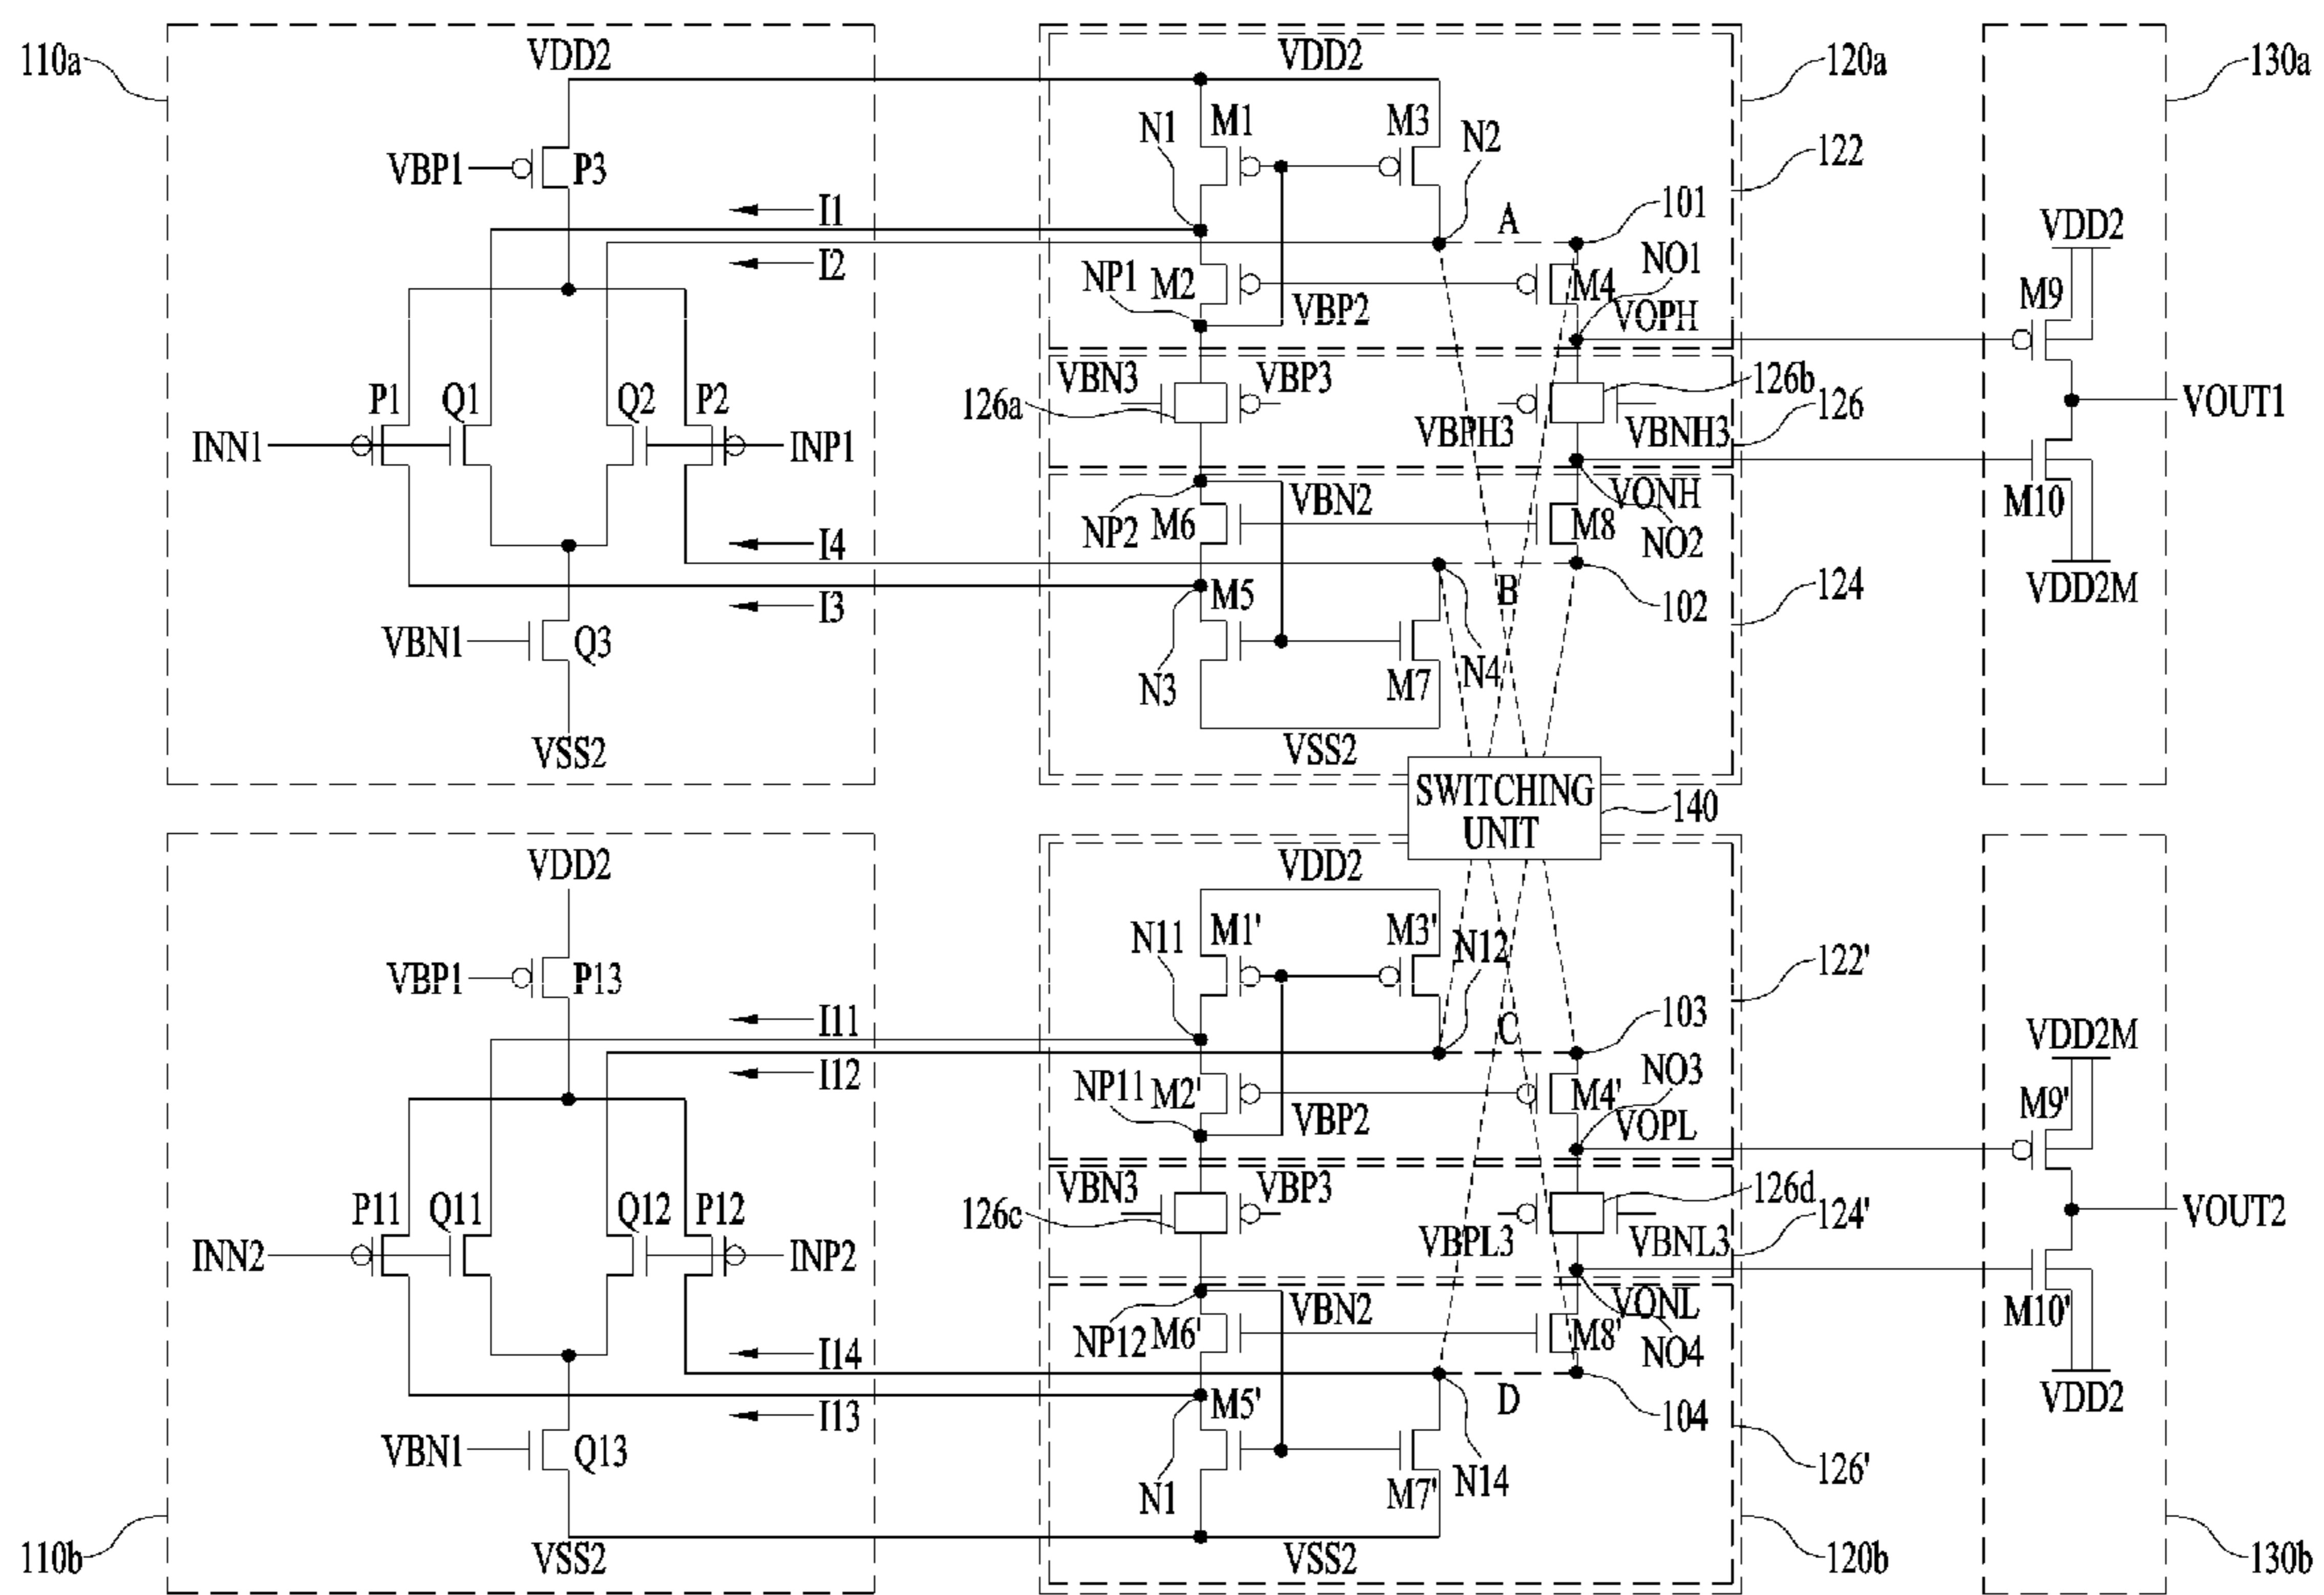 110a
VDD2
VDD2
120a
130a
VBP1
P3
N1
M1
M3
N2
122
I1
I2
A
101
NO1
VDD2
NP1
M2
VBP2
M4
VOPH
M9
VBN3
126a
VBP3
VBPH3
126b
126
VBNH3
VOUT1
P1
Q1
Q2
P2
INN1
INP1
NP2
M6
VBN2
VONH
M8
NO2
M10
VDD2M
I4
I3
M5
B
102
124
VBN1
Q3
N3
M7
N4
VSS2
VSS2
SWITCHING
UNIT
140
VDD2
VDD2
VBP1
P13
N11
M1'
M3'
N12
122'
I11
I12
C
103
NO3
VDD2M
NP11
M2'
VBP2
M4'
VOPL
M9'
VBN3
126c
VBP3
VBPL3
126d
124'
VBNL3
VOUT2
P11
Q11
Q12
P12
INN2
INP2
NP12
M6'
VBN2
VONL
M8'
NO4
M10'
VDD2
I14
I13
M5'
D
104
VBN1
Q13
N1
M7'
N14
126'
110b
VSS2
VSS2
120b
130b